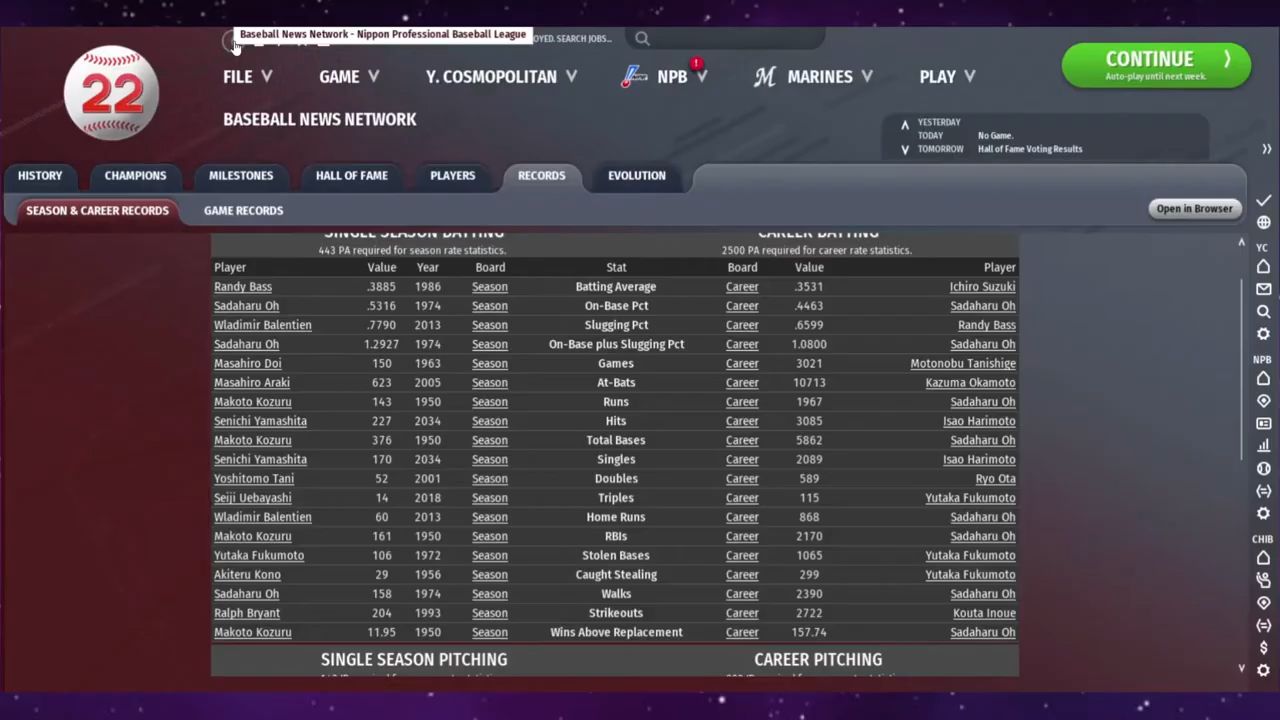 Baseball News Network - Nippon Professional Baseball League
OYED. SEARCH JOBS...
22
FILE GAME Y. COSMOPOLITAN NPB ! MARINES PLAY
CONTINUE
Auto-play until next week.
BASEBALL NEWS NETWORK
YESTERDAY
TODAY No Game.
TOMORROW Hall of Fame Voting Results
HISTORY CHAMPIONS MILESTONES HALL OF FAME PLAYERS RECORDS EVOLUTION
SEASON & CAREER RECORDS GAME RECORDS Open in Browser
SINGLE SEASON BATTING CAREER BATTING
443 PA required for season rate statistics. 2500 PA required for career rate statistics.
Player Value Year Board Stat Board Value Player
Randy Bass .3885 1986 Season Batting Average Career .3531 Ichiro Suzuki
Sadaharu Oh .5316 1974 Season On-Base Pct Career .4463 Sadaharu Oh
Wladimir Balentien .7790 2013 Season Slugging Pct Career .6599 Randy Bass
Sadaharu Oh 1.2927 1974 Season On-Base plus Slugging Pct Career 1.0800 Sadaharu Oh
Masahiro Doi 150 1963 Season Games Career 3021 Motonobu Tanishige
Masahiro Araki 623 2005 Season At-Bats Career 10713 Kazuma Okamoto
Makoto Kozuru 143 1950 Season Runs Career 1967 Sadaharu Oh
Senichi Yamashita 227 2034 Season Hits Career 3085 Isao Harimoto
Makoto Kozuru 376 1950 Season Total Bases Career 5862 Sadaharu Oh
Senichi Yamashita 170 2034 Season Singles Career 2089 Isao Harimoto
Yoshitomo Tani 52 2001 Season Doubles Career 589 Ryo Ota
Seiji Uebayashi 14 2018 Season Triples Career 115 Yutaka Fukumoto
Wladimir Balentien 60 2013 Season Home Runs Career 868 Sadaharu Oh
Makoto Kozuru 161 1950 Season RBIs Career 2170 Sadaharu Oh
Yutaka Fukumoto 106 1972 Season Stolen Bases Career 1065 Yutaka Fukumoto
Akiteru Kono 29 1956 Season Caught Stealing Career 299 Yutaka Fukumoto
Sadaharu Oh 158 1974 Season Walks Career 2390 Sadaharu Oh
Ralph Bryant 204 1993 Season Strikeouts Career 2722 Kouta Inoue
Makoto Kozuru 11.95 1950 Season Wins Above Replacement Career 157.74 Sadaharu Oh
SINGLE SEASON PITCHING CAREER PITCHING
YC
NPB
CHIB